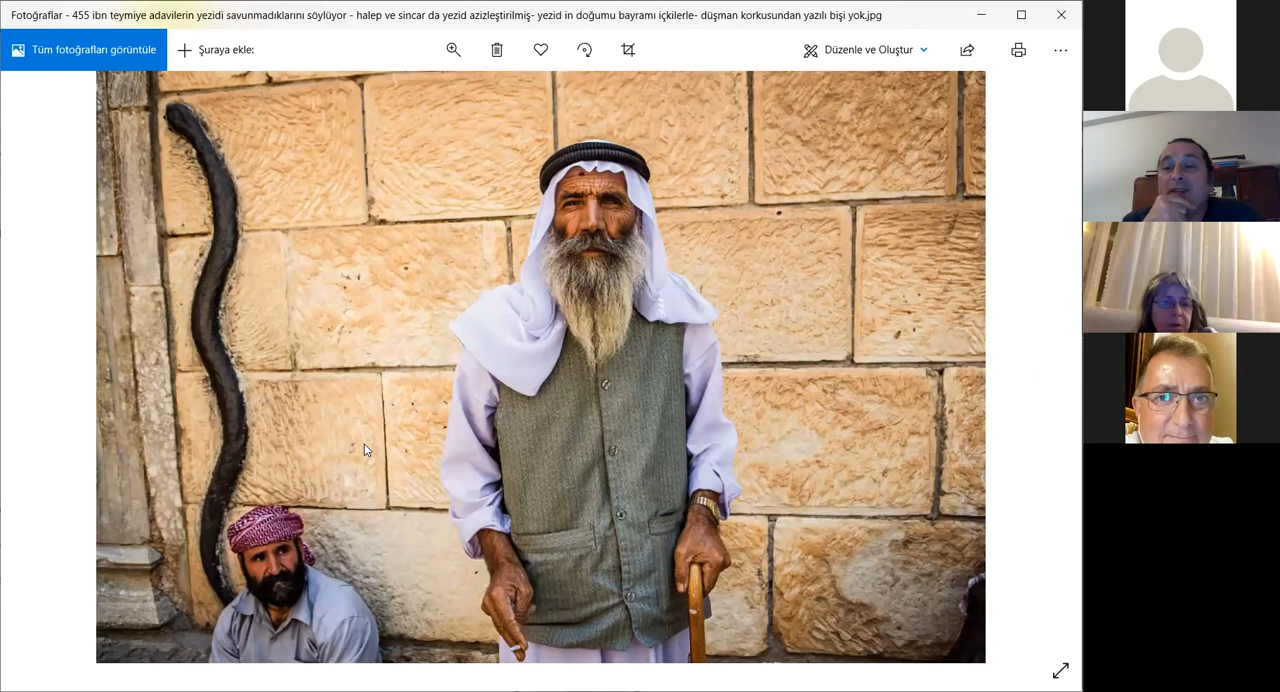 Fotoğraflar - 455 ibn teymiye adavilerin yezidi savunmadıklarını söylüyor - halep ve sincar da yezid azizleştirilmiş- yezid in doğumu bayramı içkilerle- düşman korkusundan yazılı bişi yok.jpg
Tüm fotoğrafları görüntüle
Şuraya ekle:
Düzenle ve Oluştur